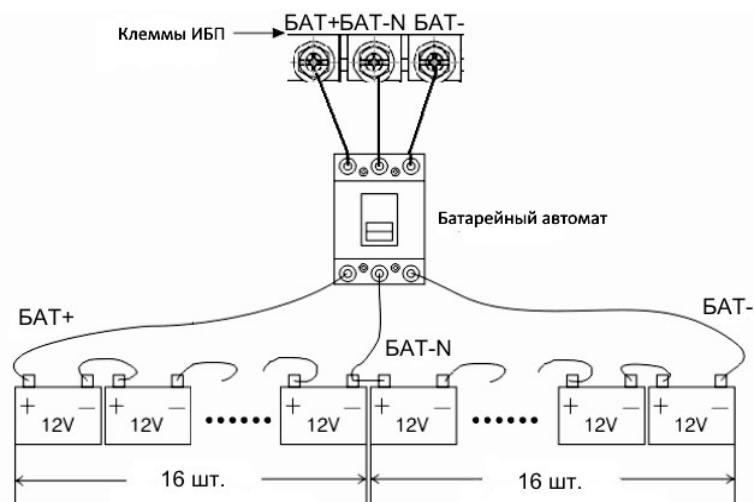 БАТ+ БАТ-N БАТ-
Клеммы ИБП
Батарейный автомат
БАТ+
БАТ-
БАТ-N
+ − + − + − + − + − + −
12V 12V 12V 12V 12V 12V
16 шт. 16 шт.